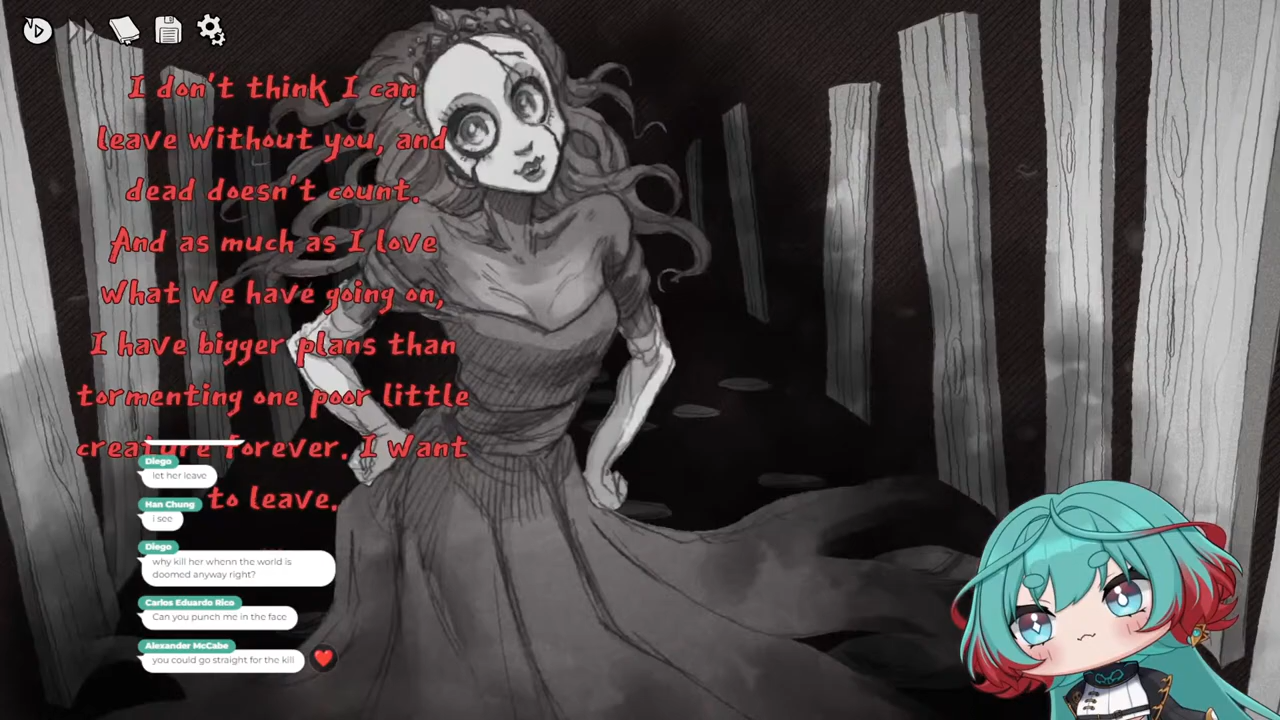 I don't think I can
leave without you, and
dead doesn't count.
And as much as I love
what we have going on,
I have bigger plans than
tormenting one poor little
creature forever. I want
to leave.
Diego
let her leave
Han Chung
i see
Diego
why kill her whenn the world is
doomed anyway right?
Carlos Eduardo Rico
Can you punch me in the face
Alexander McCabe
you could go straight for the kill